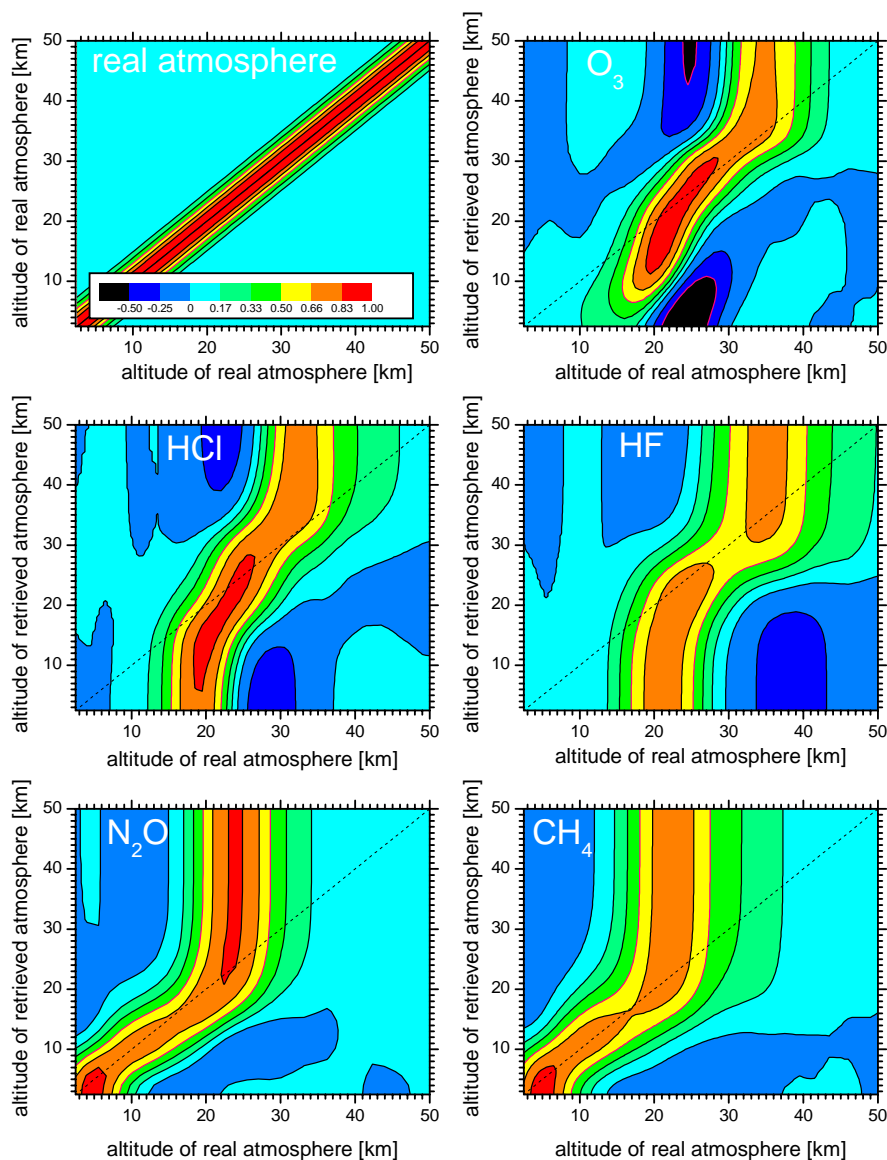 altitude of real atmosphere [km]
50
40
30
20
10
real atmosphere
-0.50 -0.25 0 0.17 0.33 0.50 0.66 0.83 1.00
10 20 30 40 50
altitude of real atmosphere [km]
altitude of retrieved atmosphere [km]
50
40
30
20
10
O3
10 20 30 40 50
altitude of real atmosphere [km]
altitude of retrieved atmosphere [km]
50
40
30
20
10
HCl
10 20 30 40 50
altitude of real atmosphere [km]
altitude of retrieved atmosphere [km]
50
40
30
20
10
HF
10 20 30 40 50
altitude of real atmosphere [km]
altitude of retrieved atmosphere [km]
50
40
30
20
10
N2O
10 20 30 40 50
altitude of real atmosphere [km]
altitude of retrieved atmosphere [km]
50
40
30
20
10
CH4
10 20 30 40 50
altitude of real atmosphere [km]